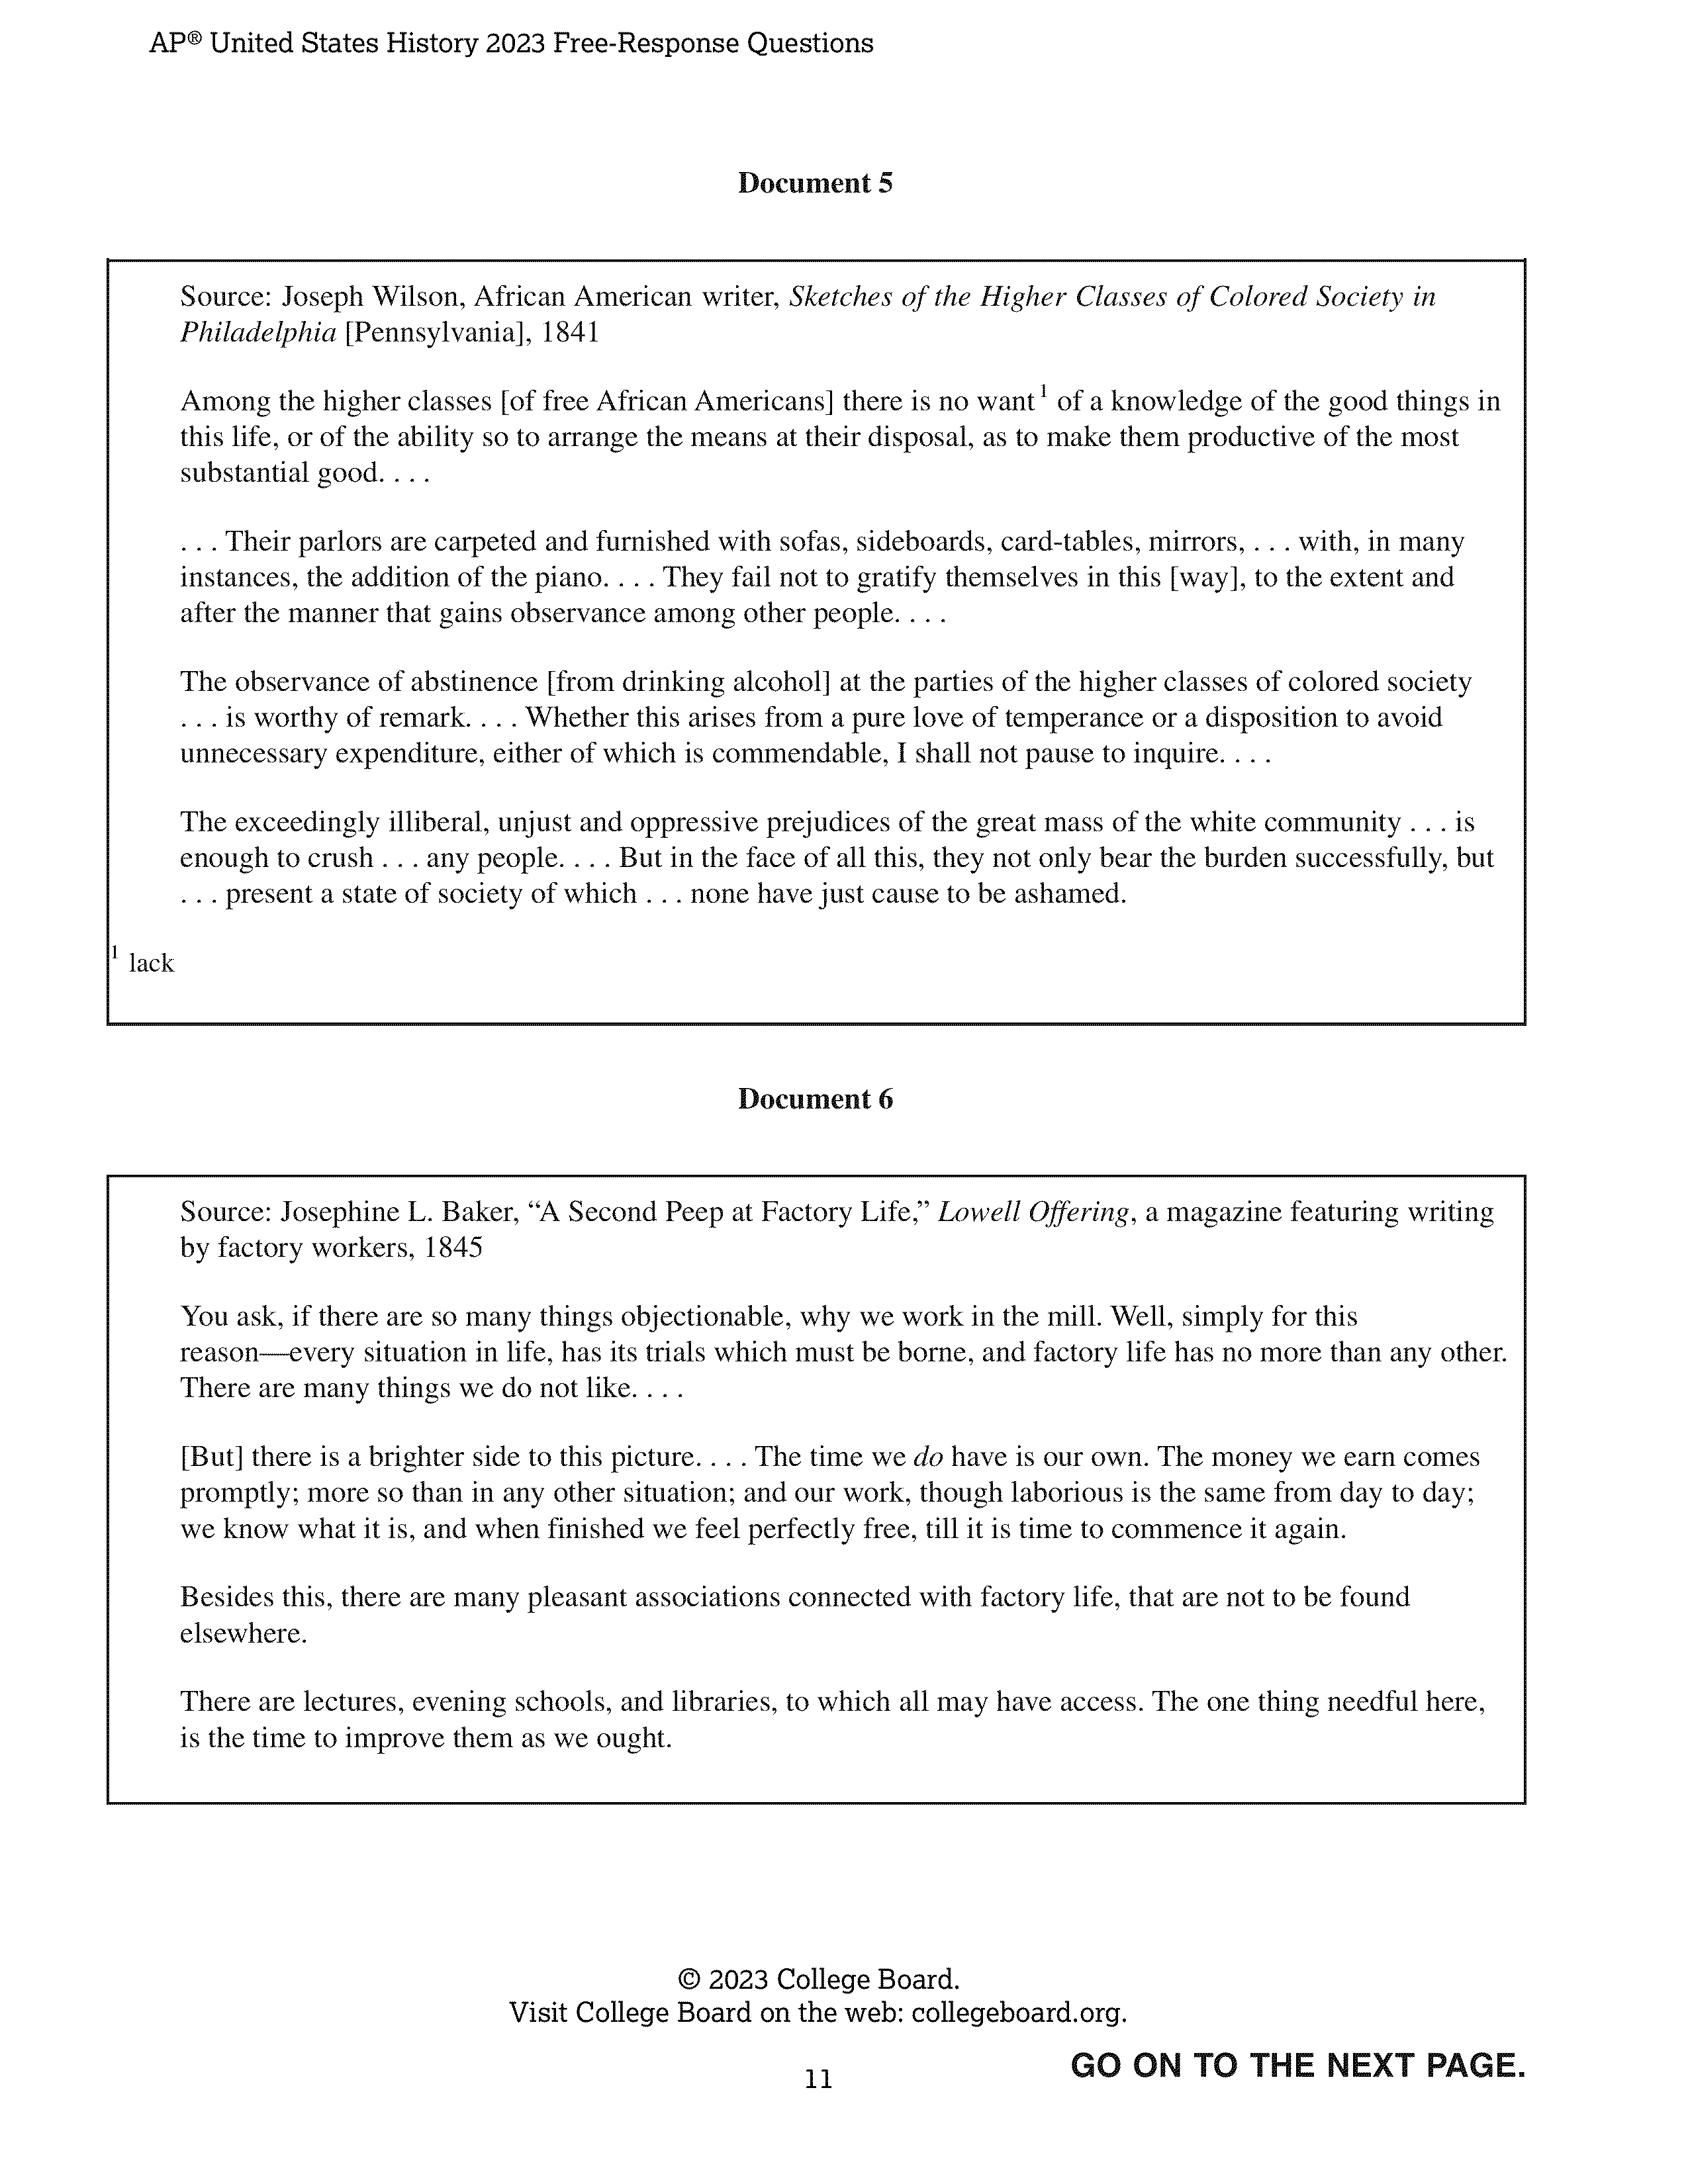 AP® United States History 2023 Free-Response Questions
Document 5
Source: Joseph Wilson, African American writer, Sketches of the Higher Classes of Colored Society in
Philadelphia [Pennsylvania], 1841
Among the higher classes [of free African Americans] there is no want¹ of a knowledge of the good things in
this life, or of the ability so to arrange the means at their disposal, as to make them productive of the most
substantial good. . . .
. . . Their parlors are carpeted and furnished with sofas, sideboards, card-tables, mirrors, . . . with, in many
instances, the addition of the piano. . . . They fail not to gratify themselves in this [way], to the extent and
after the manner that gains observance among other people. . . .
The observance of abstinence [from drinking alcohol] at the parties of the higher classes of colored society
. . . is worthy of remark. . . . Whether this arises from a pure love of temperance or a disposition to avoid
unnecessary expenditure, either of which is commendable, I shall not pause to inquire. . . .
The exceedingly illiberal, unjust and oppressive prejudices of the great mass of the white community . . . is
enough to crush . . . any people. . . . But in the face of all this, they not only bear the burden successfully, but
. . . present a state of society of which . . . none have just cause to be ashamed.
¹ lack
Document 6
Source: Josephine L. Baker, “A Second Peep at Factory Life,” Lowell Offering, a magazine featuring writing
by factory workers, 1845
You ask, if there are so many things objectionable, why we work in the mill. Well, simply for this
reason—every situation in life, has its trials which must be borne, and factory life has no more than any other.
There are many things we do not like. . . .
[But] there is a brighter side to this picture. . . . The time we do have is our own. The money we earn comes
promptly; more so than in any other situation; and our work, though laborious is the same from day to day;
we know what it is, and when finished we feel perfectly free, till it is time to commence it again.
Besides this, there are many pleasant associations connected with factory life, that are not to be found
elsewhere.
There are lectures, evening schools, and libraries, to which all may have access. The one thing needful here,
is the time to improve them as we ought.
© 2023 College Board.
Visit College Board on the web: collegeboard.org.
11
GO ON TO THE NEXT PAGE.